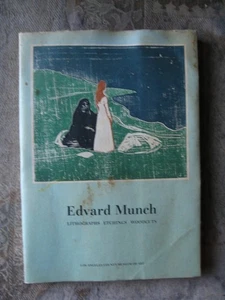 Edvard Munch
LITHOGRAPHS ETCHINGS WOODCUTS